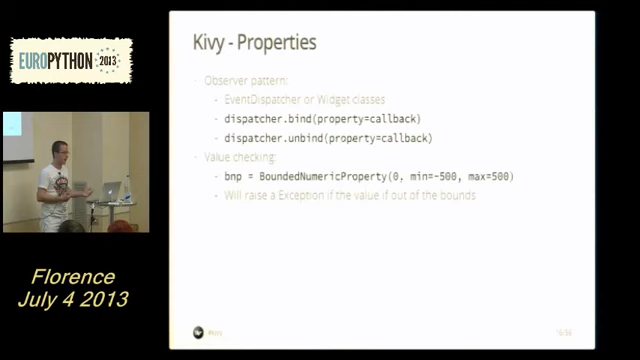 EUROPYTHON 2013
Kivy - Properties
Observer pattern:
EventDispatcher or Widget classes
dispatcher.bind(property=callback)
dispatcher.unbind(property=callback)
Value checking:
bnp = BoundedNumericProperty(0, min=-500, max=500)
Will raise a Exception if the value if out of the bounds
Florence
July 4 2013